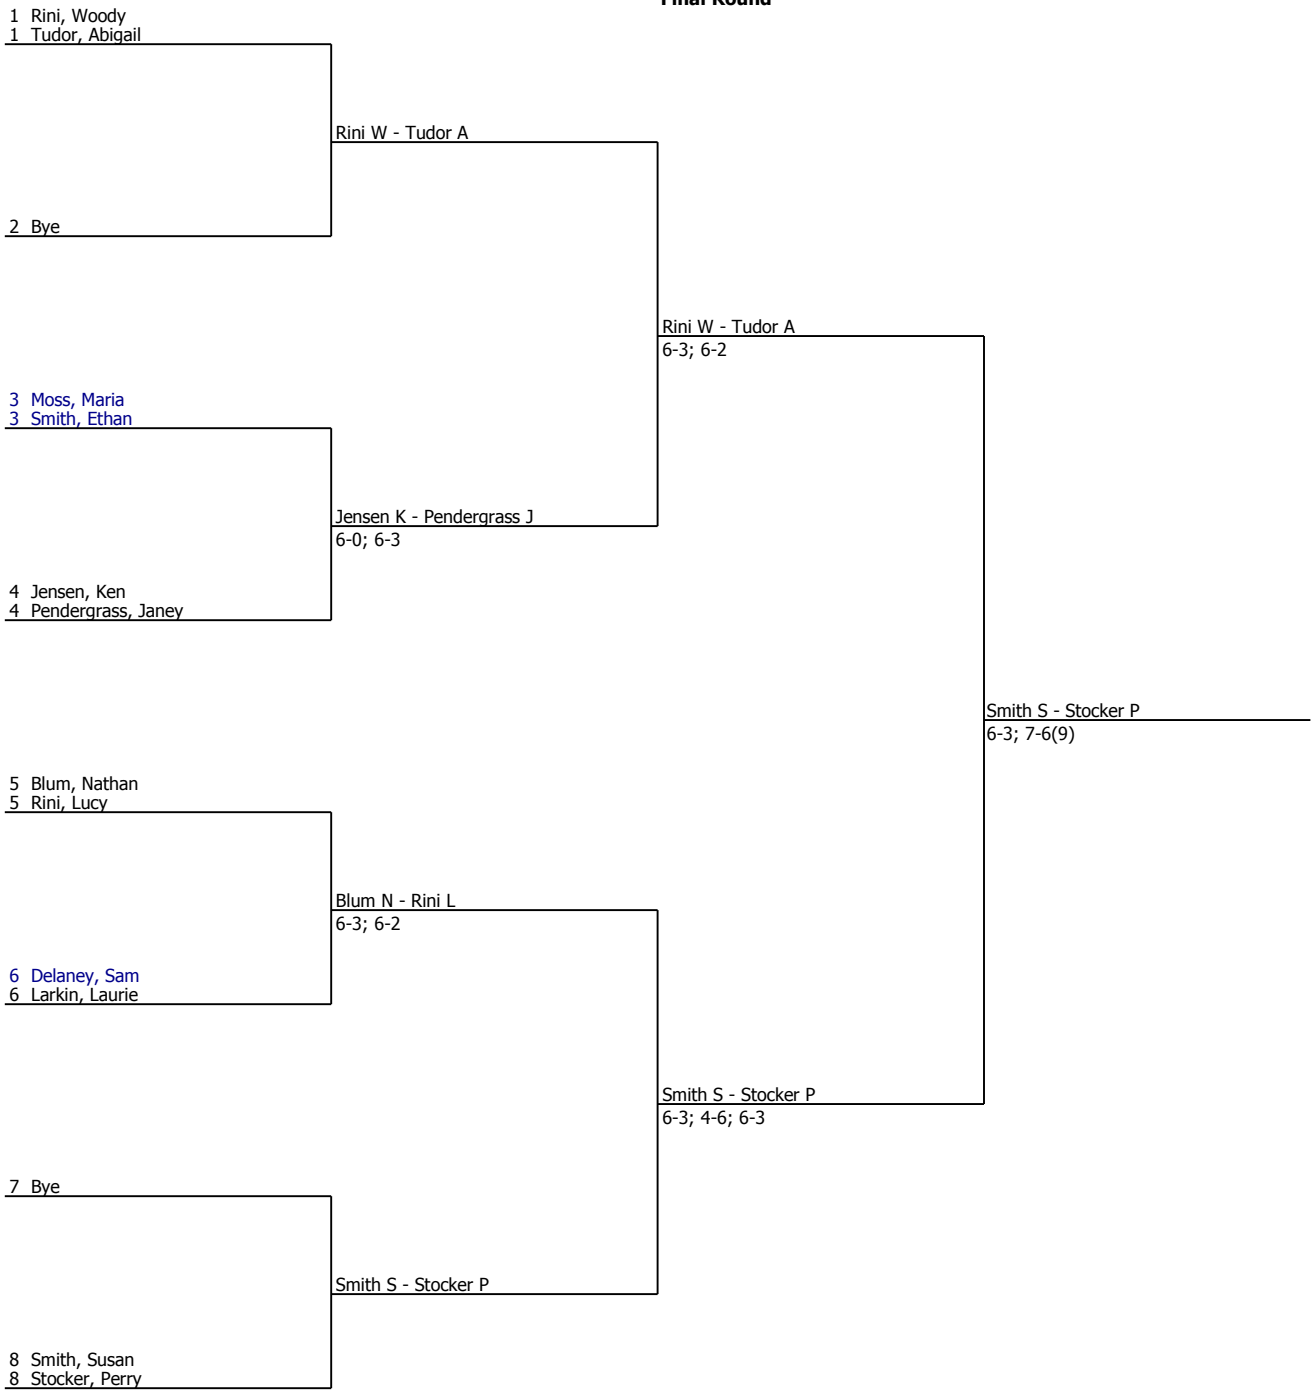 Final Round
1 Rini, Woody
1 Tudor, Abigail
Rini W - Tudor A
2 Bye
Rini W - Tudor A
6-3; 6-2
3 Moss, Maria
3 Smith, Ethan
Jensen K - Pendergrass J
6-0; 6-3
4 Jensen, Ken
4 Pendergrass, Janey
Smith S - Stocker P
6-3; 7-6(9)
5 Blum, Nathan
5 Rini, Lucy
Blum N - Rini L
6-3; 6-2
6 Delaney, Sam
6 Larkin, Laurie
Smith S - Stocker P
6-3; 4-6; 6-3
7 Bye
Smith S - Stocker P
8 Smith, Susan
8 Stocker, Perry